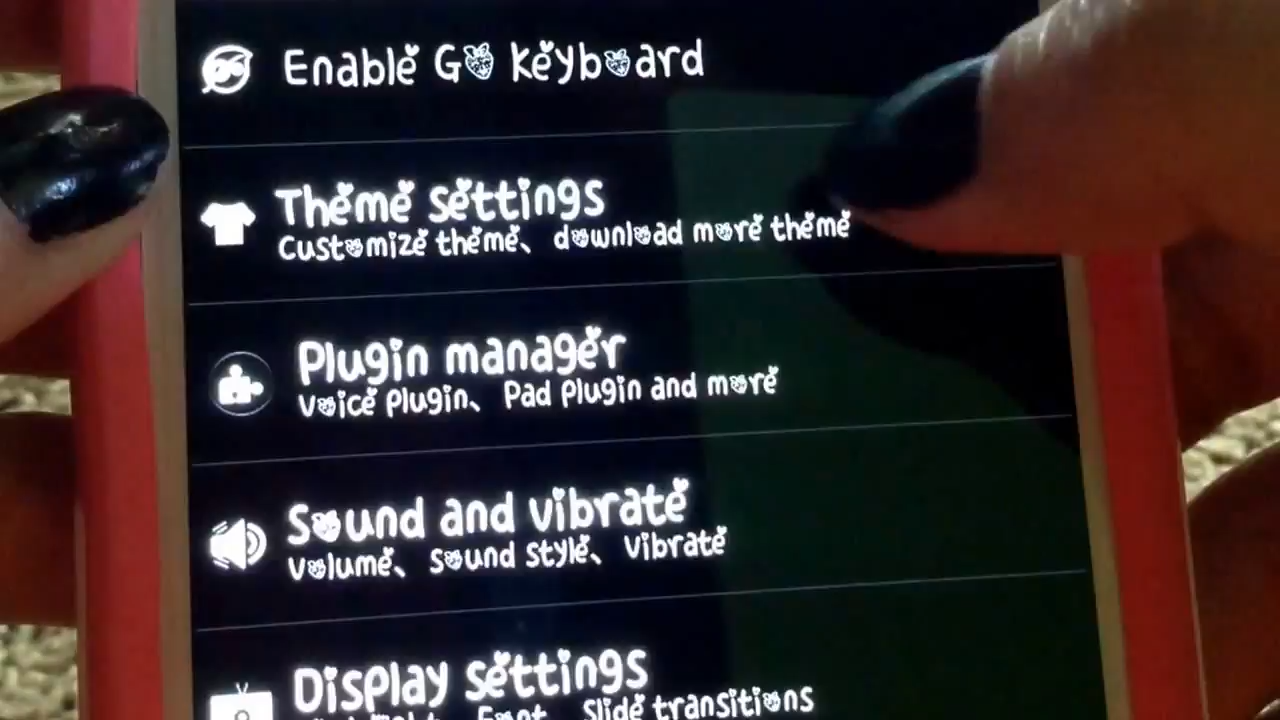 Enable GO Keyboard
Theme settings
Customize theme、 download more theme
Plugin manager
Voice Plugin、 Pad Plugin and more
Sound and vibrate
Volume、 Sound style、 Vibrate
Display settings
Font、 Slide transitions